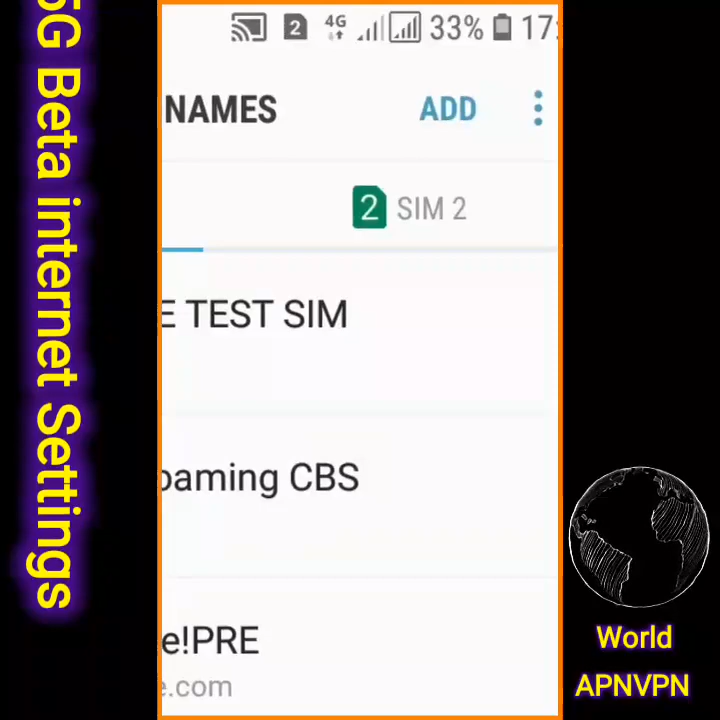 5G Beta internet Settings
2 4G 33% 17:
NAMES ADD
2 SIM 2
E TEST SIM
oaming CBS
e!PRE
e.com
World
APNVPN